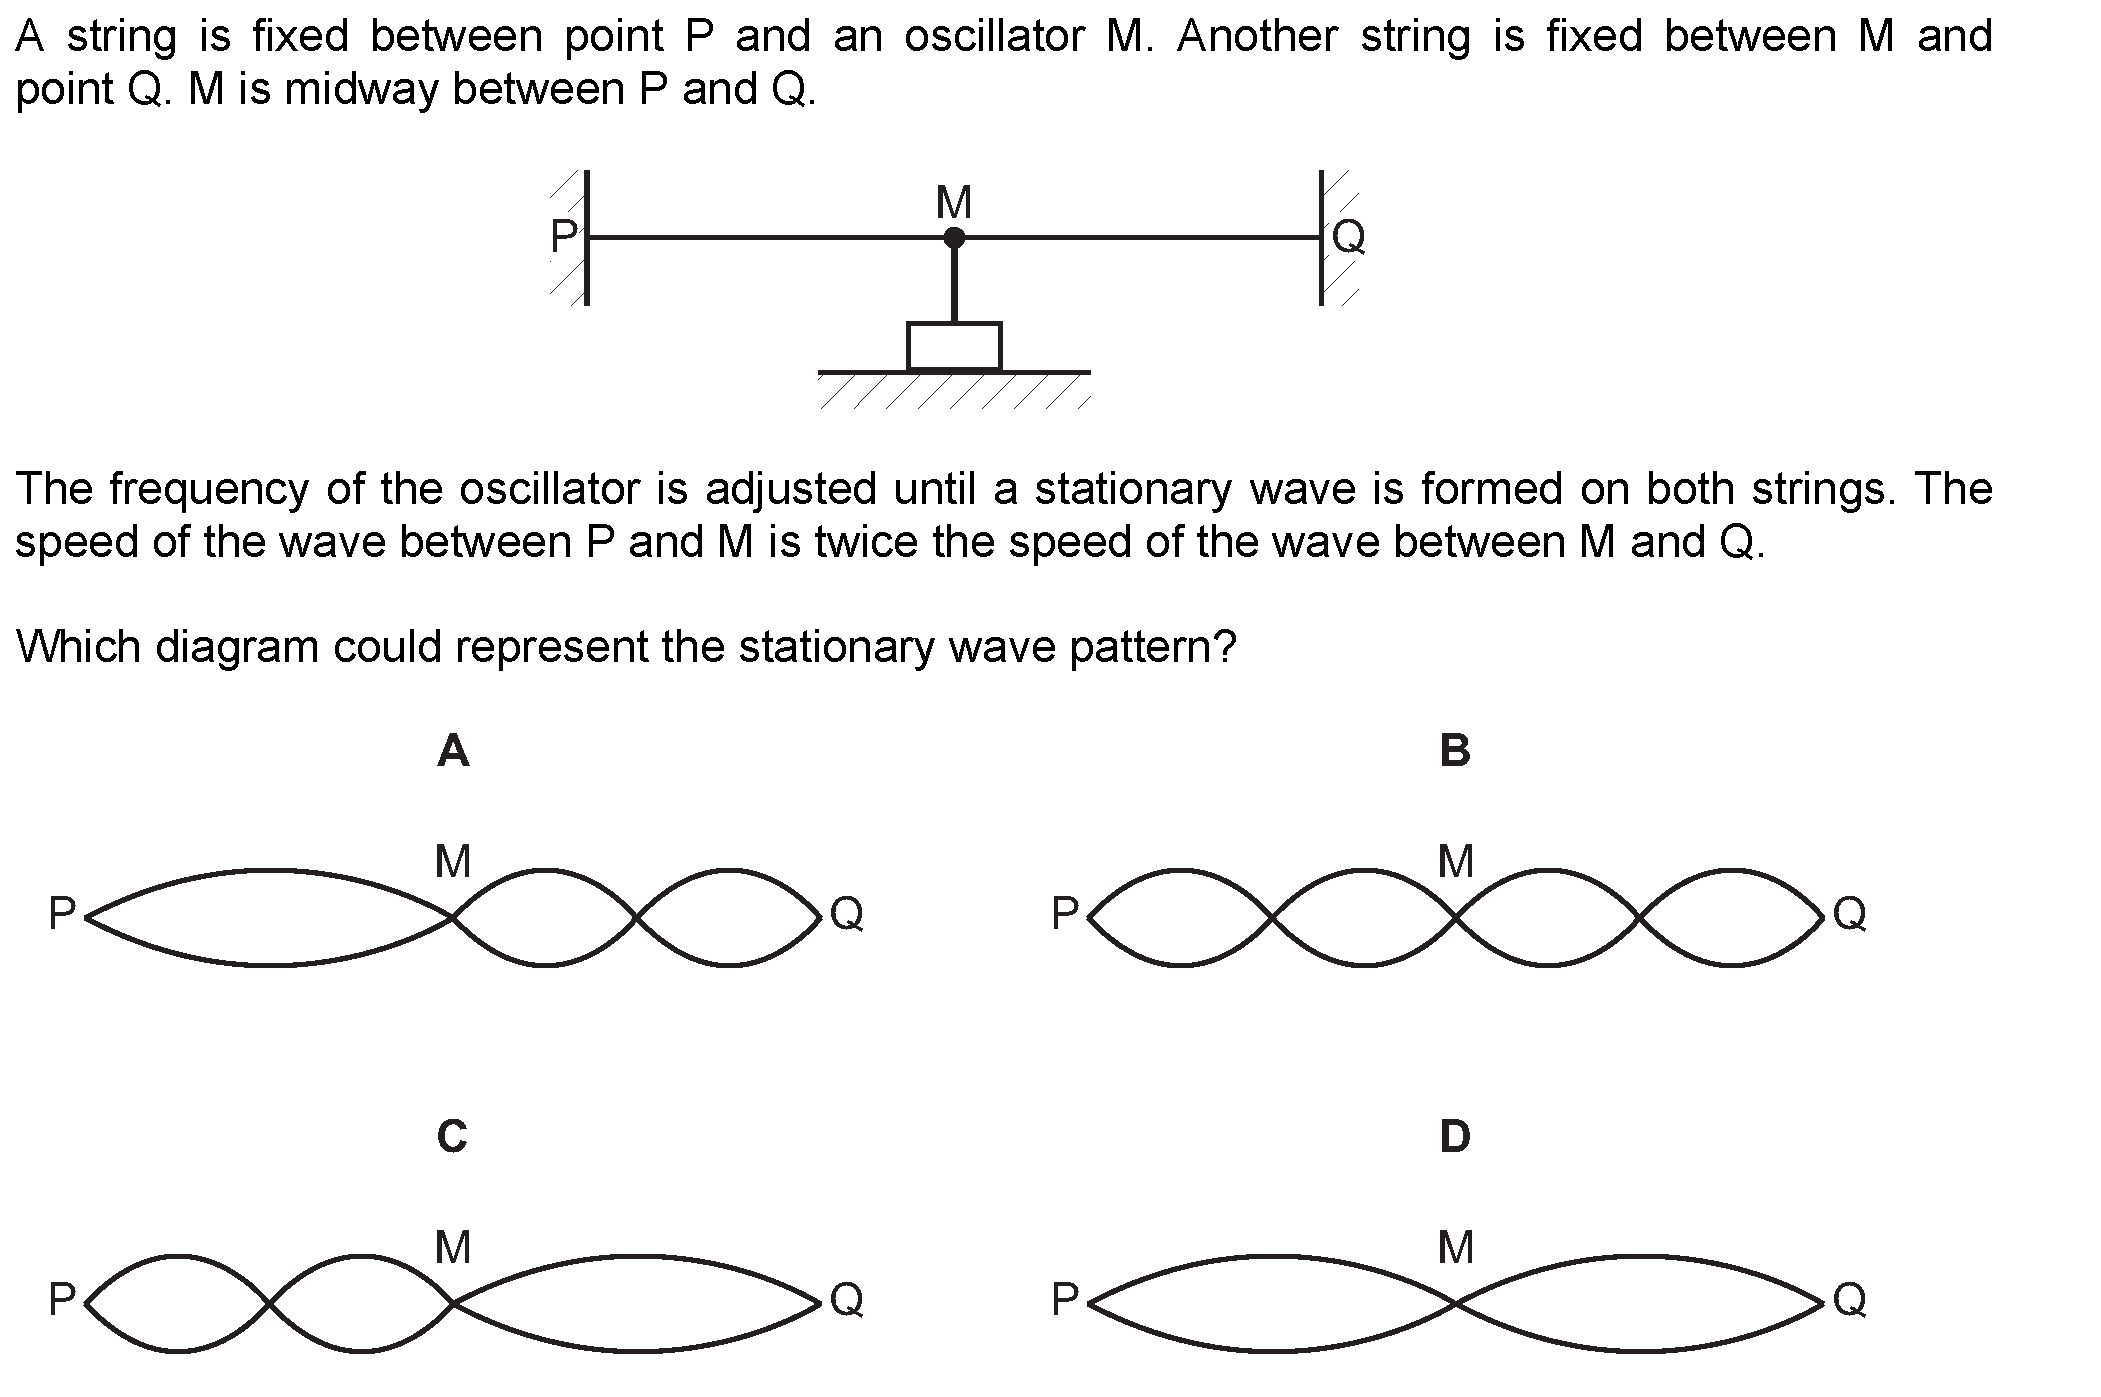 A string is fixed between point P and an oscillator M. Another string is fixed between M and
point Q. M is midway between P and Q.
M
P
Q
The frequency of the oscillator is adjusted until a stationary wave is formed on both strings. The
speed of the wave between P and M is twice the speed of the wave between M and Q.
Which diagram could represent the stationary wave pattern?
A
B
M
M
P
Q
P
Q
C
D
M
M
P
Q
P
Q